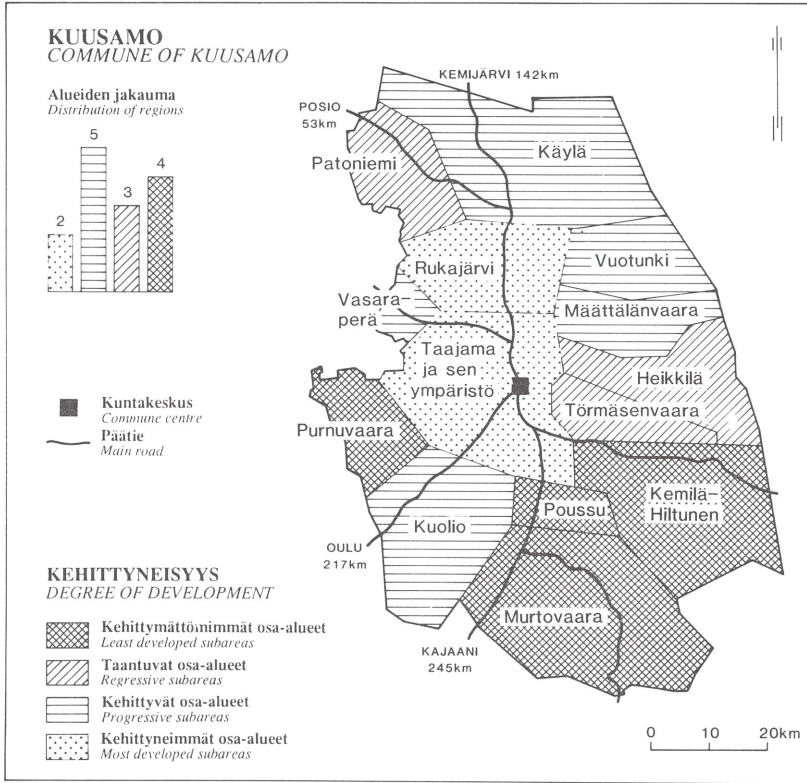 KUUSAMO
COMMUNE OF KUUSAMO
Alueiden jakauma
Distribution of regions
2
5
3
4
KEMIJÄRVI 142km
POSIO
53km
Patoniemi
Käylä
Rukajärvi
Vuotunki
Vasara-
perä
Määttälänvaara
Taajama
ja sen
ympäristö
Heikkilä
Törmäsenvaara
Purnuvaara
Kemilä-
Hiltunen
Poussu
Kuolio
OULU
217km
Murtovaara
KAJAANI
245km
Kuntakeskus
Commune centre
Päätie
Main road
KEHITTYNEISYYS
DEGREE OF DEVELOPMENT
Kehittymättömimmät osa-alueet
Least developed subareas
Taantuvat osa-alueet
Regressive subareas
Kehittyvät osa-alueet
Progressive subareas
Kehittyneimmät osa-alueet
Most developed subareas
0 10 20km